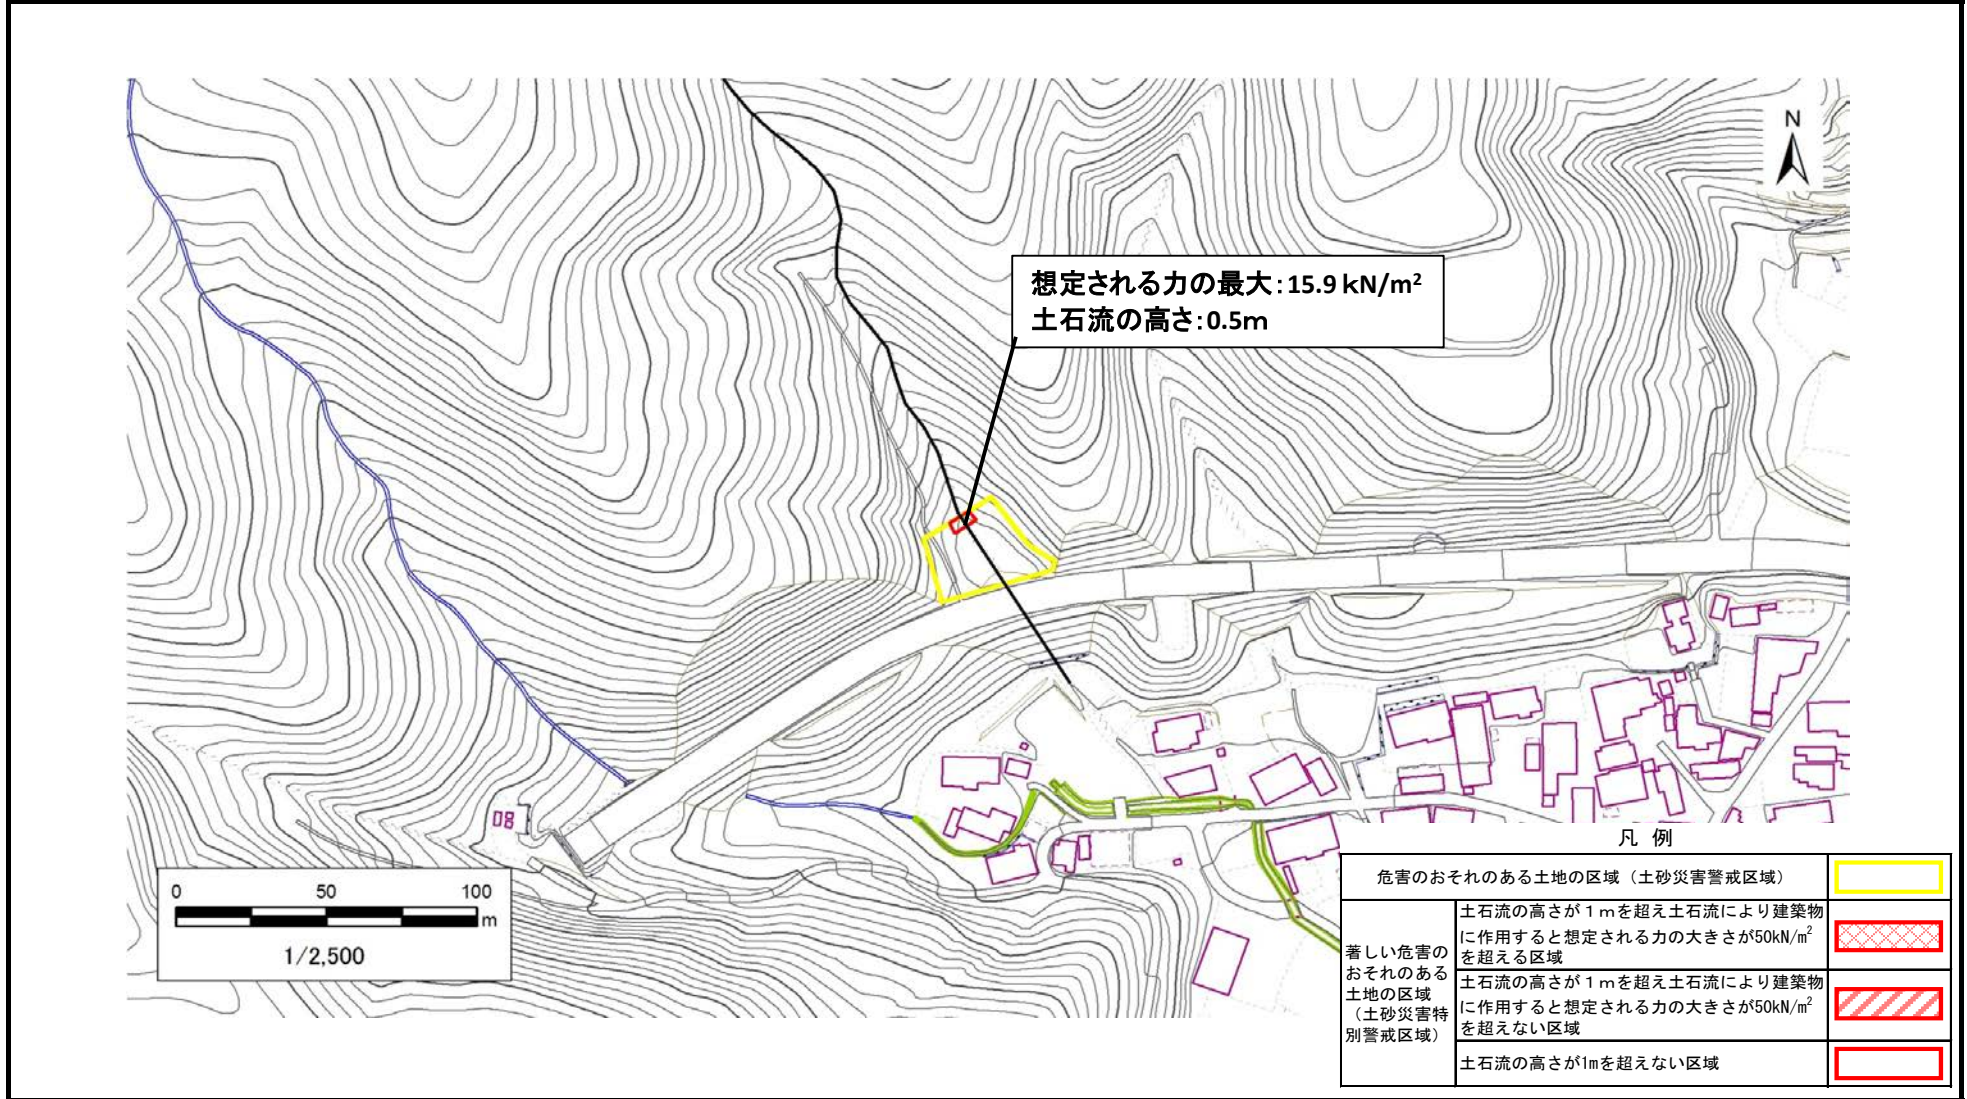 N
想定される力の最大：15.9 kN/m²
土石流の高さ：0.5ｍ
0 50 100
m
1/2,500
凡 例
危害のおそれのある土地の区域（土砂災害警戒区域）
著しい危害の
おそれのある
土地の区域
（土砂災害特
別警戒区域）
土石流の高さが１ｍを超え土石流により建築物
に作用すると想定される力の大きさが50kN/m²
を超える区域
土石流の高さが１ｍを超え土石流により建築物
に作用すると想定される力の大きさが50kN/m²
を超えない区域
土石流の高さが1mを超えない区域